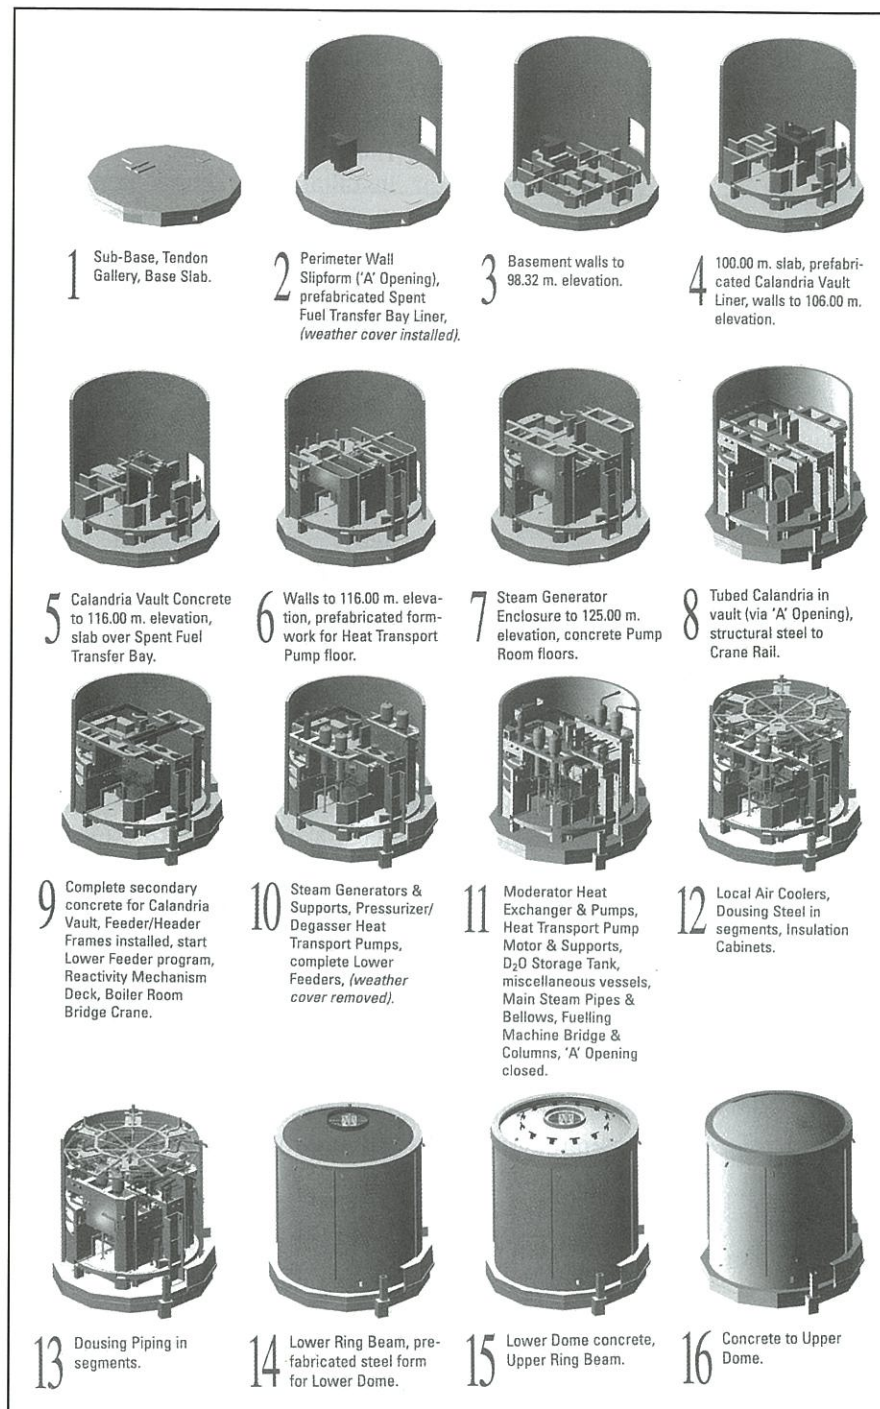 1
Sub-Base, Tendon
Gallery, Base Slab.
2
Perimeter Wall
Slipform ('A' Opening),
prefabricated Spent
Fuel Transfer Bay Liner,
(weather cover installed).
3
Basement walls to
98.32 m. elevation.
4
100.00 m. slab, prefabri-
cated Calandria Vault
Liner, walls to 106.00 m.
elevation.
5
Calandria Vault Concrete
to 116.00 m. elevation,
slab over Spent Fuel
Transfer Bay.
6
Walls to 116.00 m. eleva-
tion, prefabricated form-
work for Heat Transport
Pump floor.
7
Steam Generator
Enclosure to 125.00 m.
elevation, concrete Pump
Room floors.
8
Tubed Calandria in
vault (via 'A' Opening),
structural steel to
Crane Rail.
9
Complete secondary
concrete for Calandria
Vault, Feeder/Header
Frames installed, start
Lower Feeder program,
Reactivity Mechanism
Deck, Boiler Room
Bridge Crane.
10
Steam Generators &
Supports, Pressurizer/
Degasser Heat
Transport Pumps,
complete Lower
Feeders, (weather
cover removed).
11
Moderator Heat
Exchanger & Pumps,
Heat Transport Pump
Motor & Supports,
D₂O Storage Tank,
miscellaneous vessels,
Main Steam Pipes &
Bellows, Fuelling
Machine Bridge &
Columns, 'A' Opening
closed.
12
Local Air Coolers,
Dousing Steel in
segments, Insulation
Cabinets.
13
Dousing Piping in
segments.
14
Lower Ring Beam, pre-
fabricated steel form
for Lower Dome.
15
Lower Dome concrete,
Upper Ring Beam.
16
Concrete to Upper
Dome.